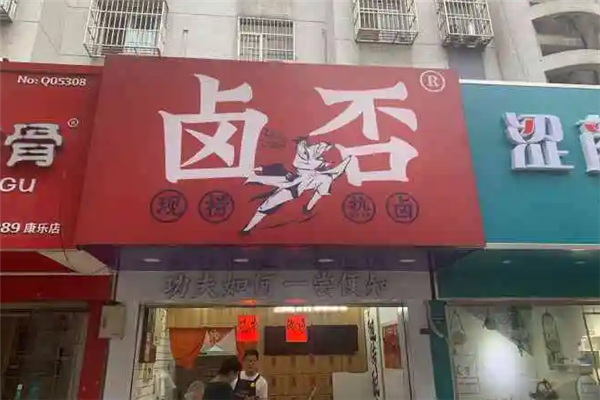 No: Q05308
骨®
GU
89 康乐店
卤否®
现捞 热卤
功夫如何 一尝便知